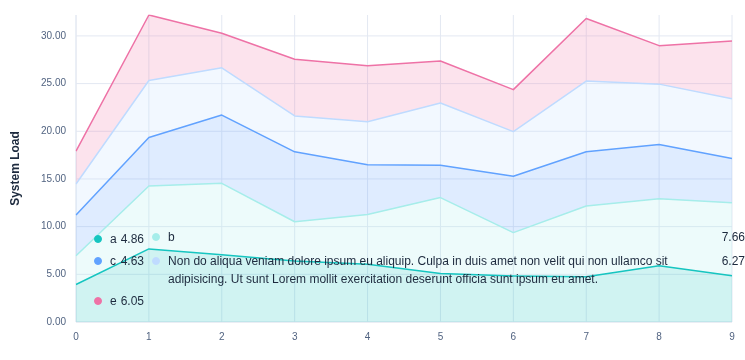 System Load
30.00
25.00
20.00
15.00
10.00
5.00
0.00
a 4.86 b 7.66
c 4.63 Non do aliqua veniam dolore ipsum eu aliquip. Culpa in duis amet non velit qui non ullamco sit 6.27
adipisicing. Ut sunt Lorem mollit exercitation deserunt officia sunt ipsum eu amet.
e 6.05
0 1 2 3 4 5 6 7 8 9